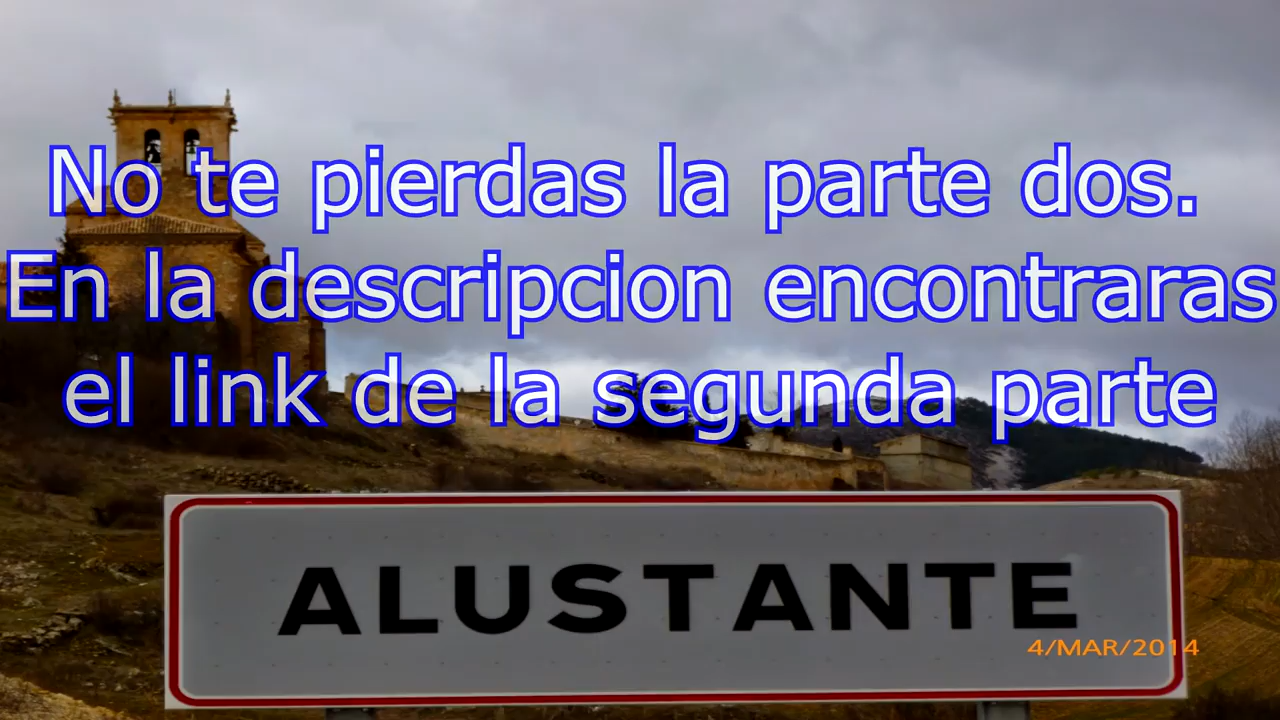 No te pierdas la parte dos.
En la descripcion encontraras
el link de la segunda parte
ALUSTANTE
4/MAR/2014